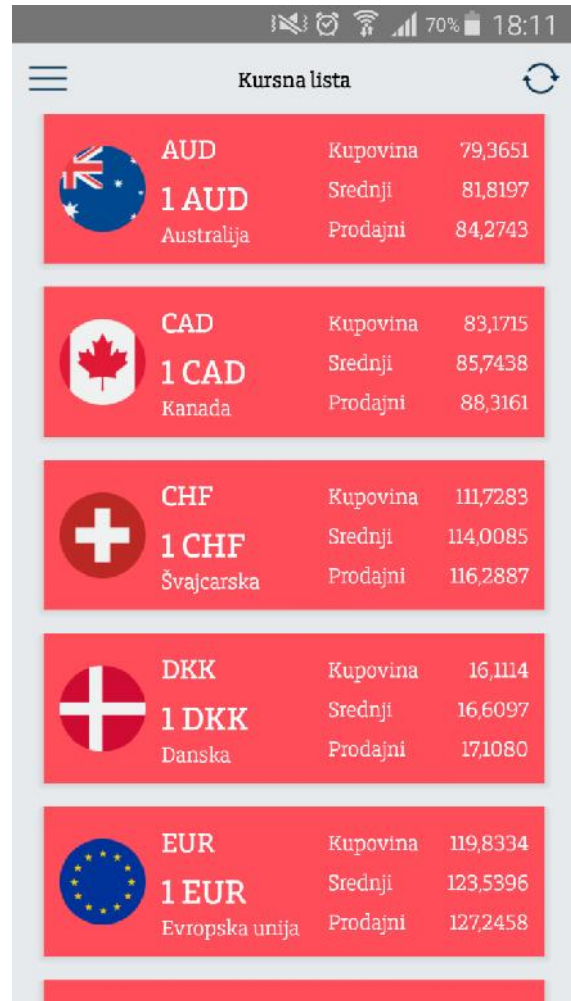 70% 18:11
Kursna lista
AUD Kupovina 79,3651
1 AUD Srednji 81,8197
Australija Prodajni 84,2743
CAD Kupovina 83,1715
1 CAD Srednji 85,7438
Kanada Prodajni 88,3161
CHF Kupovina 111,7283
1 CHF Srednji 114,0085
Švajcarska Prodajni 116,2887
DKK Kupovina 16,1114
1 DKK Srednji 16,6097
Danska Prodajni 17,1080
EUR Kupovina 119,8334
1 EUR Srednji 123,5396
Evropska unija Prodajni 127,2458